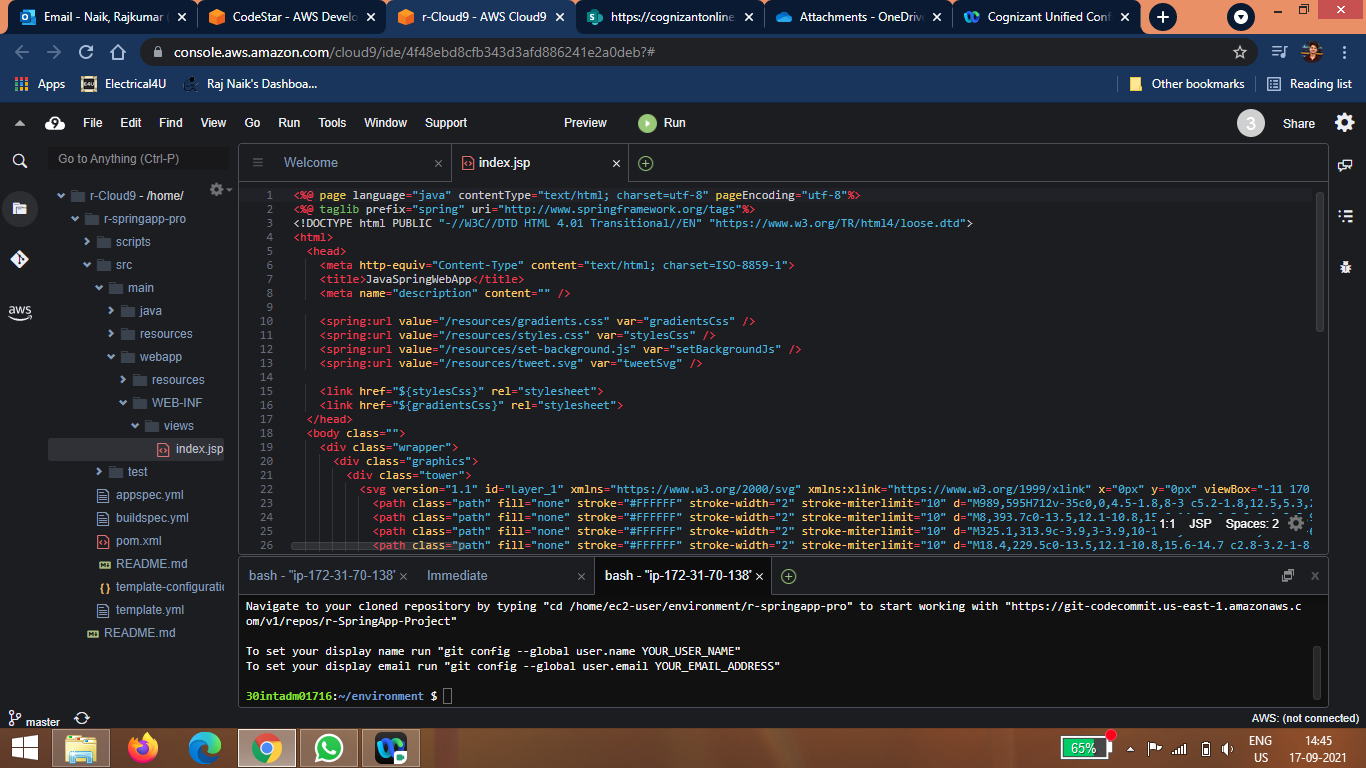 Email - Naik, Rajkumar
CodeStar - AWS Develo
r-Cloud9 - AWS Cloud9
https://cognizantonline
Attachments - OneDriv
Cognizant Unified Conf
console.aws.amazon.com/cloud9/ide/4f48ebd8cfb343d3afd886241e2a0deb?#
Apps
E4U
Electrical4U
Raj Naik's Dashboa...
Other bookmarks
Reading list
9 File Edit Find View Go Run Tools Window Support Preview Run 3 Share
Go to Anything (Ctrl-P)
Welcome
index.jsp
r-Cloud9 - /home/
r-springapp-pro
scripts
src
main
java
resources
webapp
resources
WEB-INF
views
index.jsp
test
appspec.yml
buildspec.yml
pom.xml
README.md
template-configuratio
template.yml
README.md
aws
1 <%@ page language="java" contentType="text/html; charset=utf-8" pageEncoding="utf-8"%>
2 <%@ taglib prefix="spring" uri="http://www.springframework.org/tags"%>
3 <!DOCTYPE html PUBLIC "-//W3C//DTD HTML 4.01 Transitional//EN" "https://www.w3.org/TR/html4/loose.dtd">
4 <html>
5 <head>
6 <meta http-equiv="Content-Type" content="text/html; charset=ISO-8859-1">
7 <title>JavaSpringWebApp</title>
8 <meta name="description" content="" />
9
10 <spring:url value="/resources/gradients.css" var="gradientsCss" />
11 <spring:url value="/resources/styles.css" var="stylesCss" />
12 <spring:url value="/resources/set-background.js" var="setBackgroundJs" />
13 <spring:url value="/resources/tweet.svg" var="tweetSvg" />
14
15 <link href="${stylesCss}" rel="stylesheet">
16 <link href="${gradientsCss}" rel="stylesheet">
17 </head>
18 <body class="">
19 <div class="wrapper">
20 <div class="graphics">
21 <div class="tower">
22 <svg version="1.1" id="Layer_1" xmlns="https://www.w3.org/2000/svg" xmlns:xlink="https://www.w3.org/1999/xlink" x="0px" y="0px" viewBox="-11 170
23 <path class="path" fill="none" stroke="#FFFFFF" stroke-width="2" stroke-miterlimit="10" d="M989,595H712v-35c0,0,4.5-1.8,8-3 c5.2-1.8,12.5,5.3,2
24 <path class="path" fill="none" stroke="#FFFFFF" stroke-width="2" stroke-miterlimit="10" d="M8,393.7c0-13.5,12.1-10.8,15
25 <path class="path" fill="none" stroke="#FFFFFF" stroke-width="2" stroke-miterlimit="10" d="M325.1,313.9c-3.9,3-3.9,10-1
26 <path class="path" fill="none" stroke="#FFFFFF" stroke-width="2" stroke-miterlimit="10" d="M18.4,229.5c0-13.5,12.1-10.8,15.6-14.7 c2.8-3.2-1-8
1:1 JSP Spaces: 2
bash - "ip-172-31-70-138"
Immediate
bash - "ip-172-31-70-138"
Navigate to your cloned repository by typing "cd /home/ec2-user/environment/r-springapp-pro" to start working with "https://git-codecommit.us-east-1.amazonaws.c
om/v1/repos/r-SpringApp-Project"
To set your display name run "git config --global user.name YOUR_USER_NAME"
To set your display email run "git config --global user.email YOUR_EMAIL_ADDRESS"
30intadm01716:~/environment $
master
AWS: (not connected)
65%
ENG
US
14:45
17-09-2021